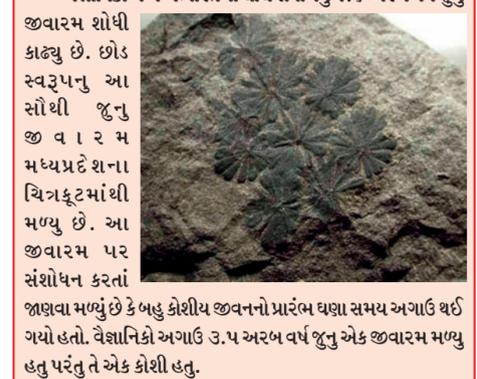 જીવારમ શોધી
કાઢ્યુ છે. છોડ
સ્વરૂપનુ આ
સૌથી જુનુ
જીવારમ
મધ્યપ્રદેશના
ચિત્રકૂટમાંથી
મળ્યુ છે. આ
જીવારમ પર
સંશોધન કરતાં
જાણવા મળ્યું છે કે બહુ કોશીય જીવનનો પ્રારંભ ઘણા સમય અગાઉ થઈ
ગયો હતો. વૈજ્ઞાનિકો અગાઉ ૩.૫ અરબ વર્ષ જુનુ એક જીવારમ મળ્યુ
હતુ પરંતુ તે એક કોશી હતુ.